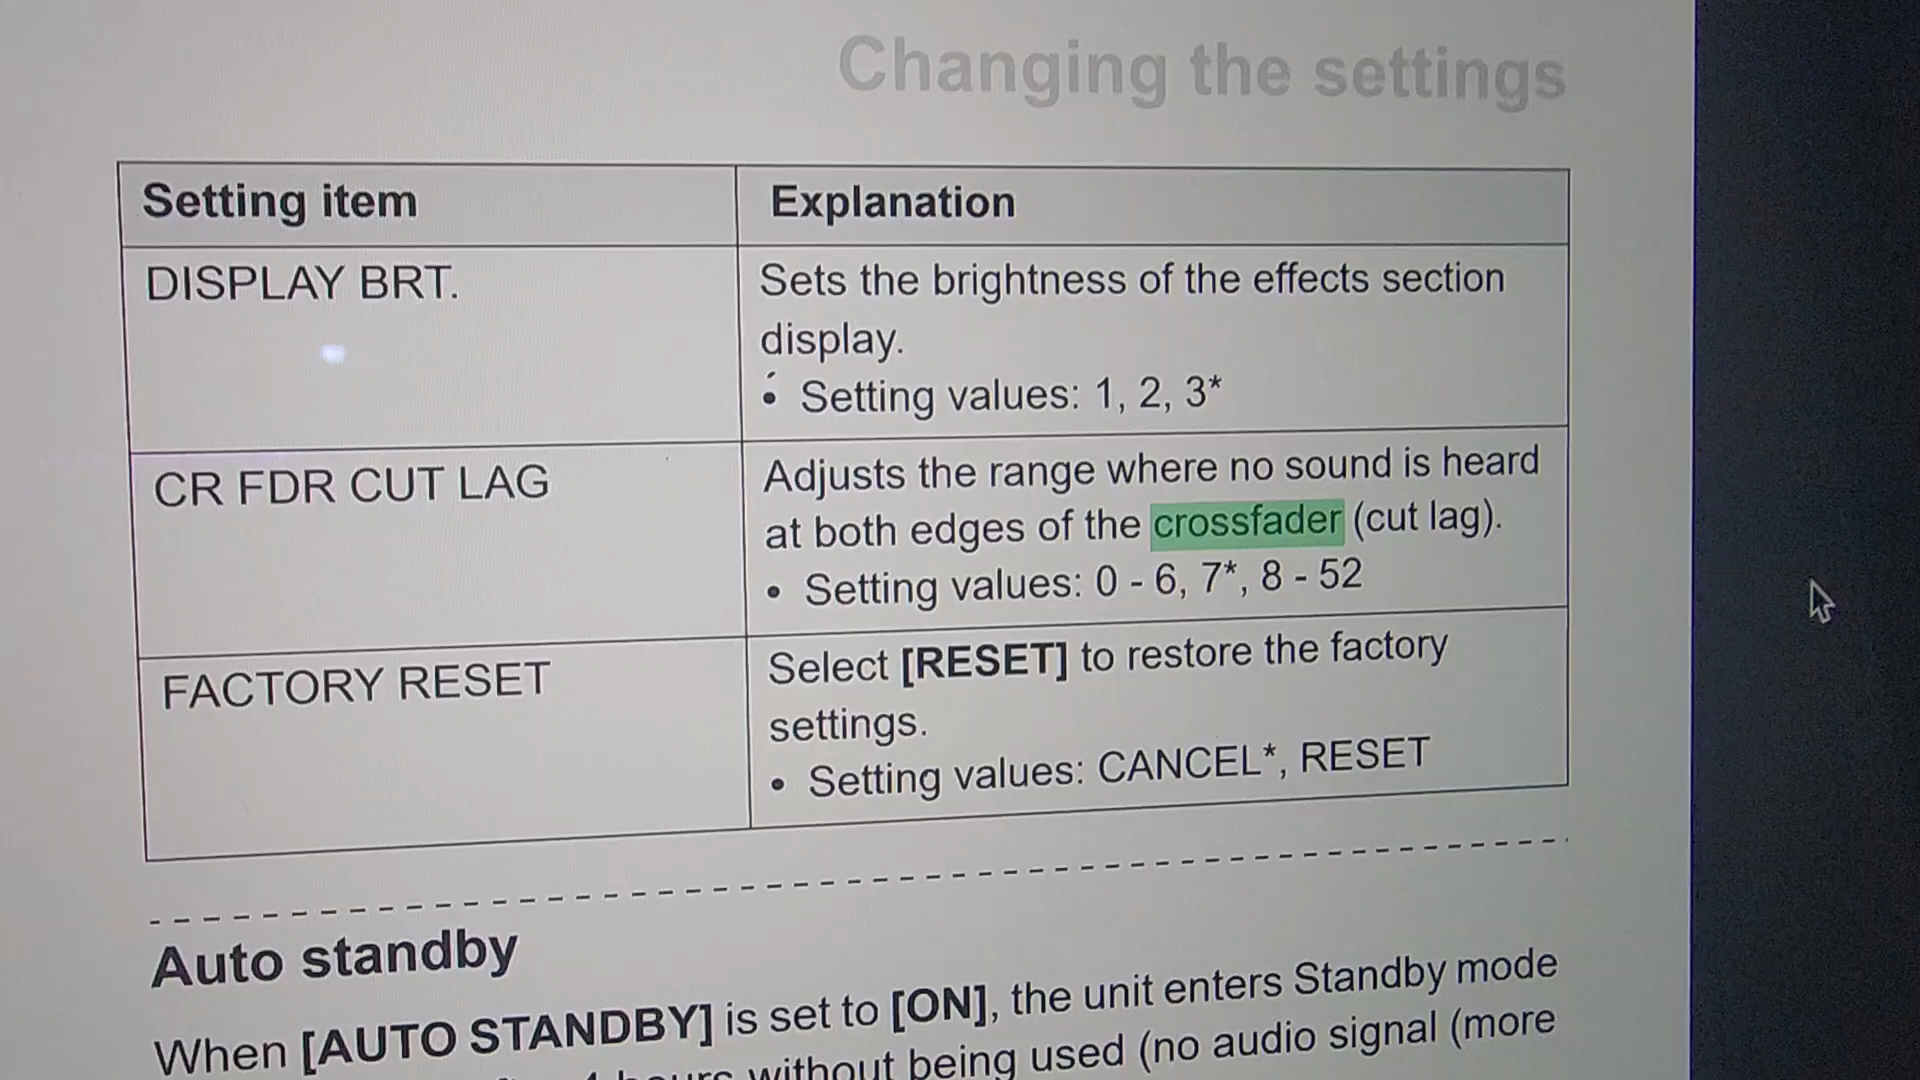 Changing the settings
Setting item
Explanation
DISPLAY BRT.
Sets the brightness of the effects section
display.
• Setting values: 1, 2, 3*
CR FDR CUT LAG
Adjusts the range where no sound is heard
at both edges of the crossfader (cut lag).
• Setting values: 0 - 6, 7*, 8 - 52
FACTORY RESET
Select [RESET] to restore the factory
settings.
• Setting values: CANCEL*, RESET
Auto standby
When [AUTO STANDBY] is set to [ON], the unit enters Standby mode
without being used (no audio signal (more